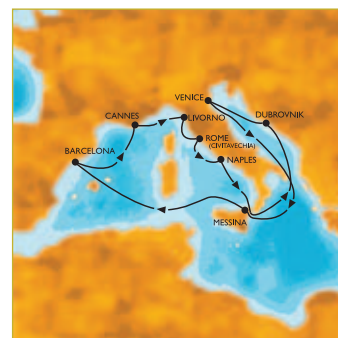 VENICE
CANNES
LIVORNO
DUBROVNIK
ROME
(CIVITAVECHIA)
BARCELONA
NAPLES
MESSINA